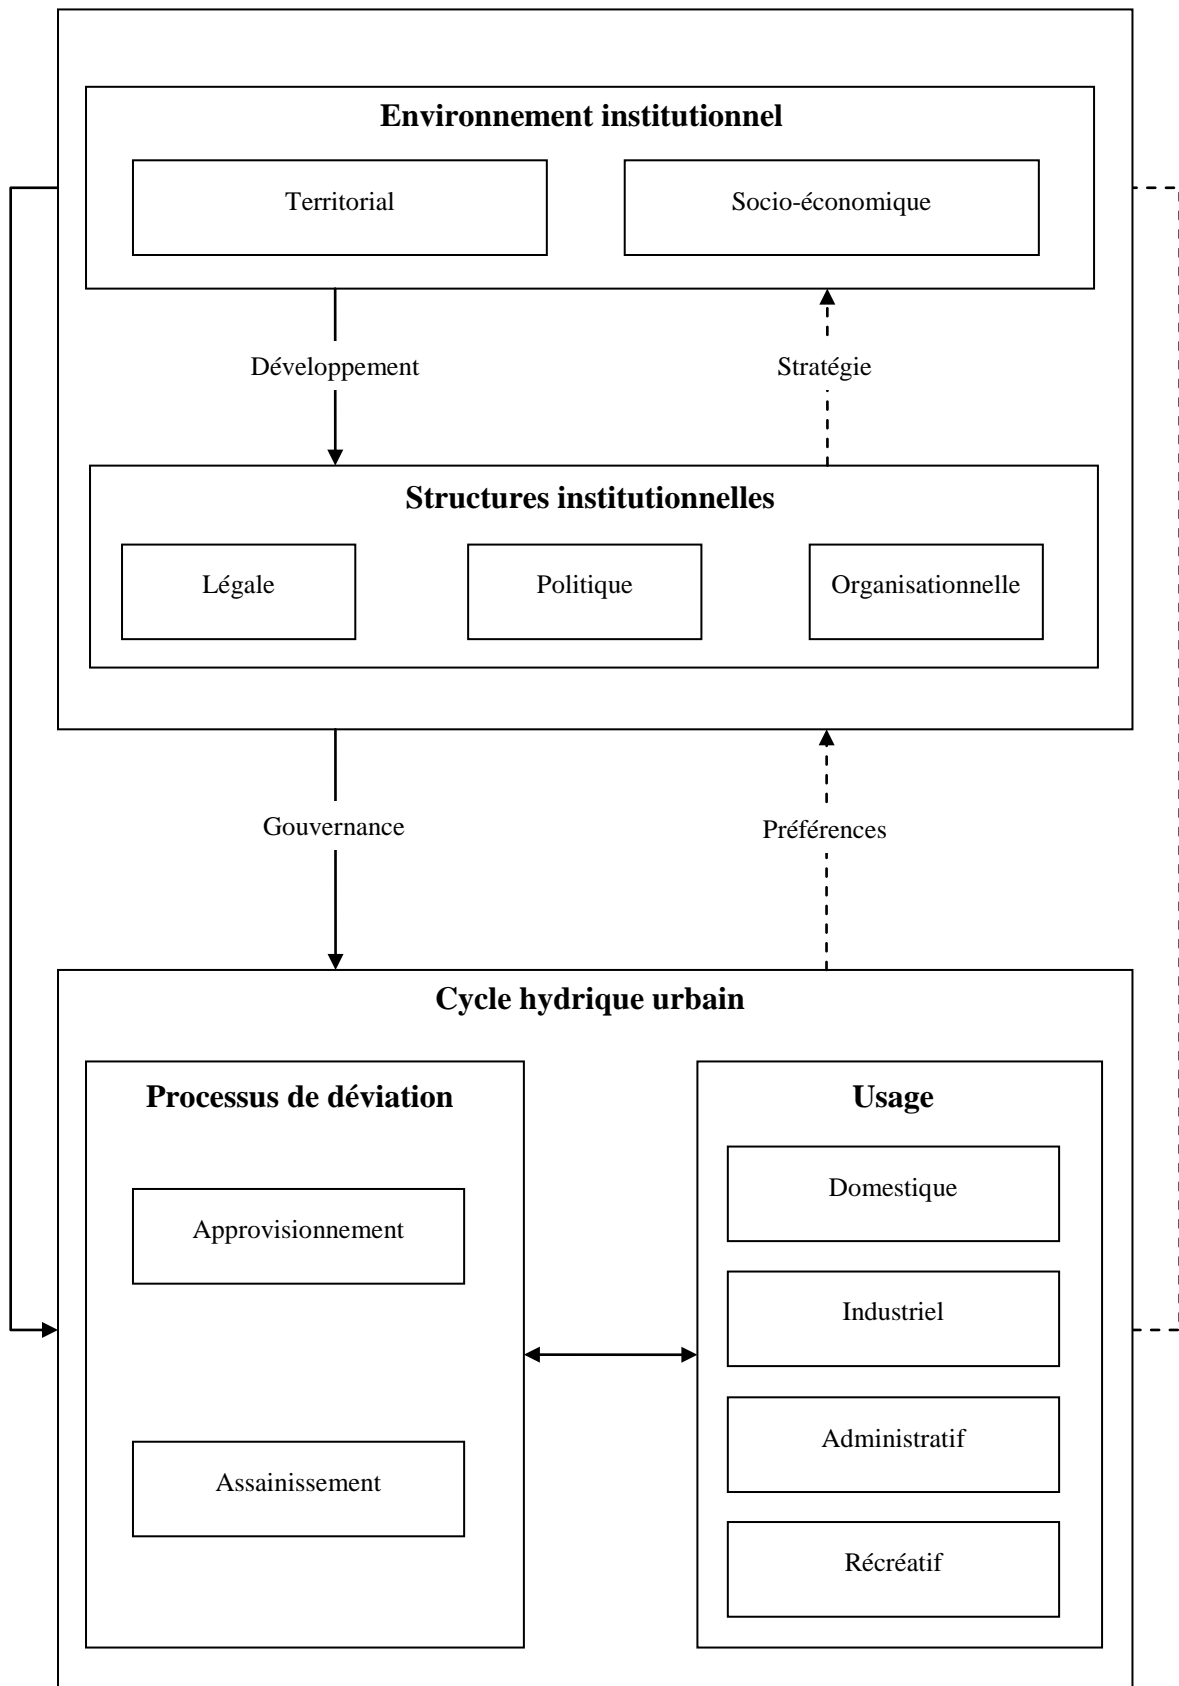 Environnement institutionnel
Territorial
Socio-économique
Développement
Stratégie
Structures institutionnelles
Légale
Politique
Organisationnelle
Gouvernance
Préférences
Cycle hydrique urbain
Processus de déviation
Approvisionnement
Assainissement
Usage
Domestique
Industriel
Administratif
Récréatif